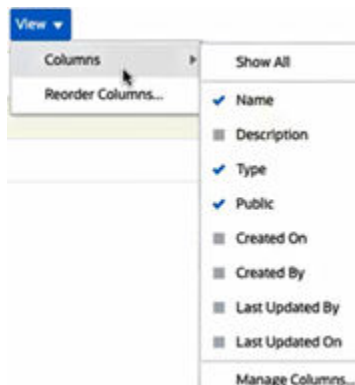 View
Columns
Reorder Columns...
Show All
Name
Description
Type
Public
Created On
Created By
Last Updated By
Last Updated On
Manage Columns...